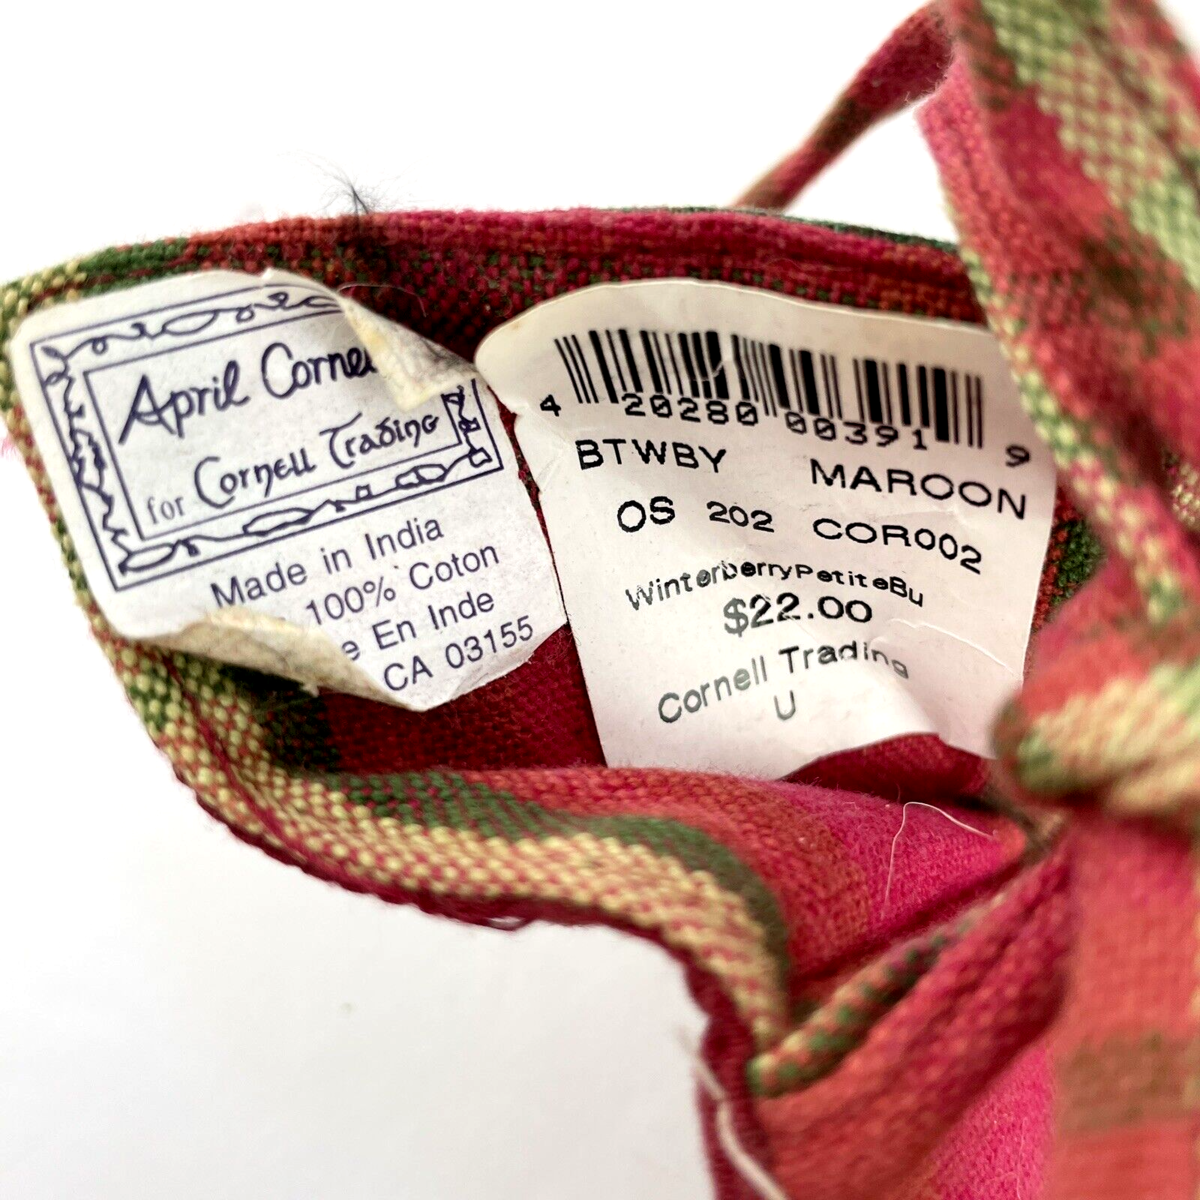 April Corne
for Cornell Trading
Made in India
100% Coton
e En Inde
CA 03155
4 20280 00391 9
BTWBY MAROON
OS 202 COR002
WinterberryPetiteBu
$22.00
Cornell Trading
U